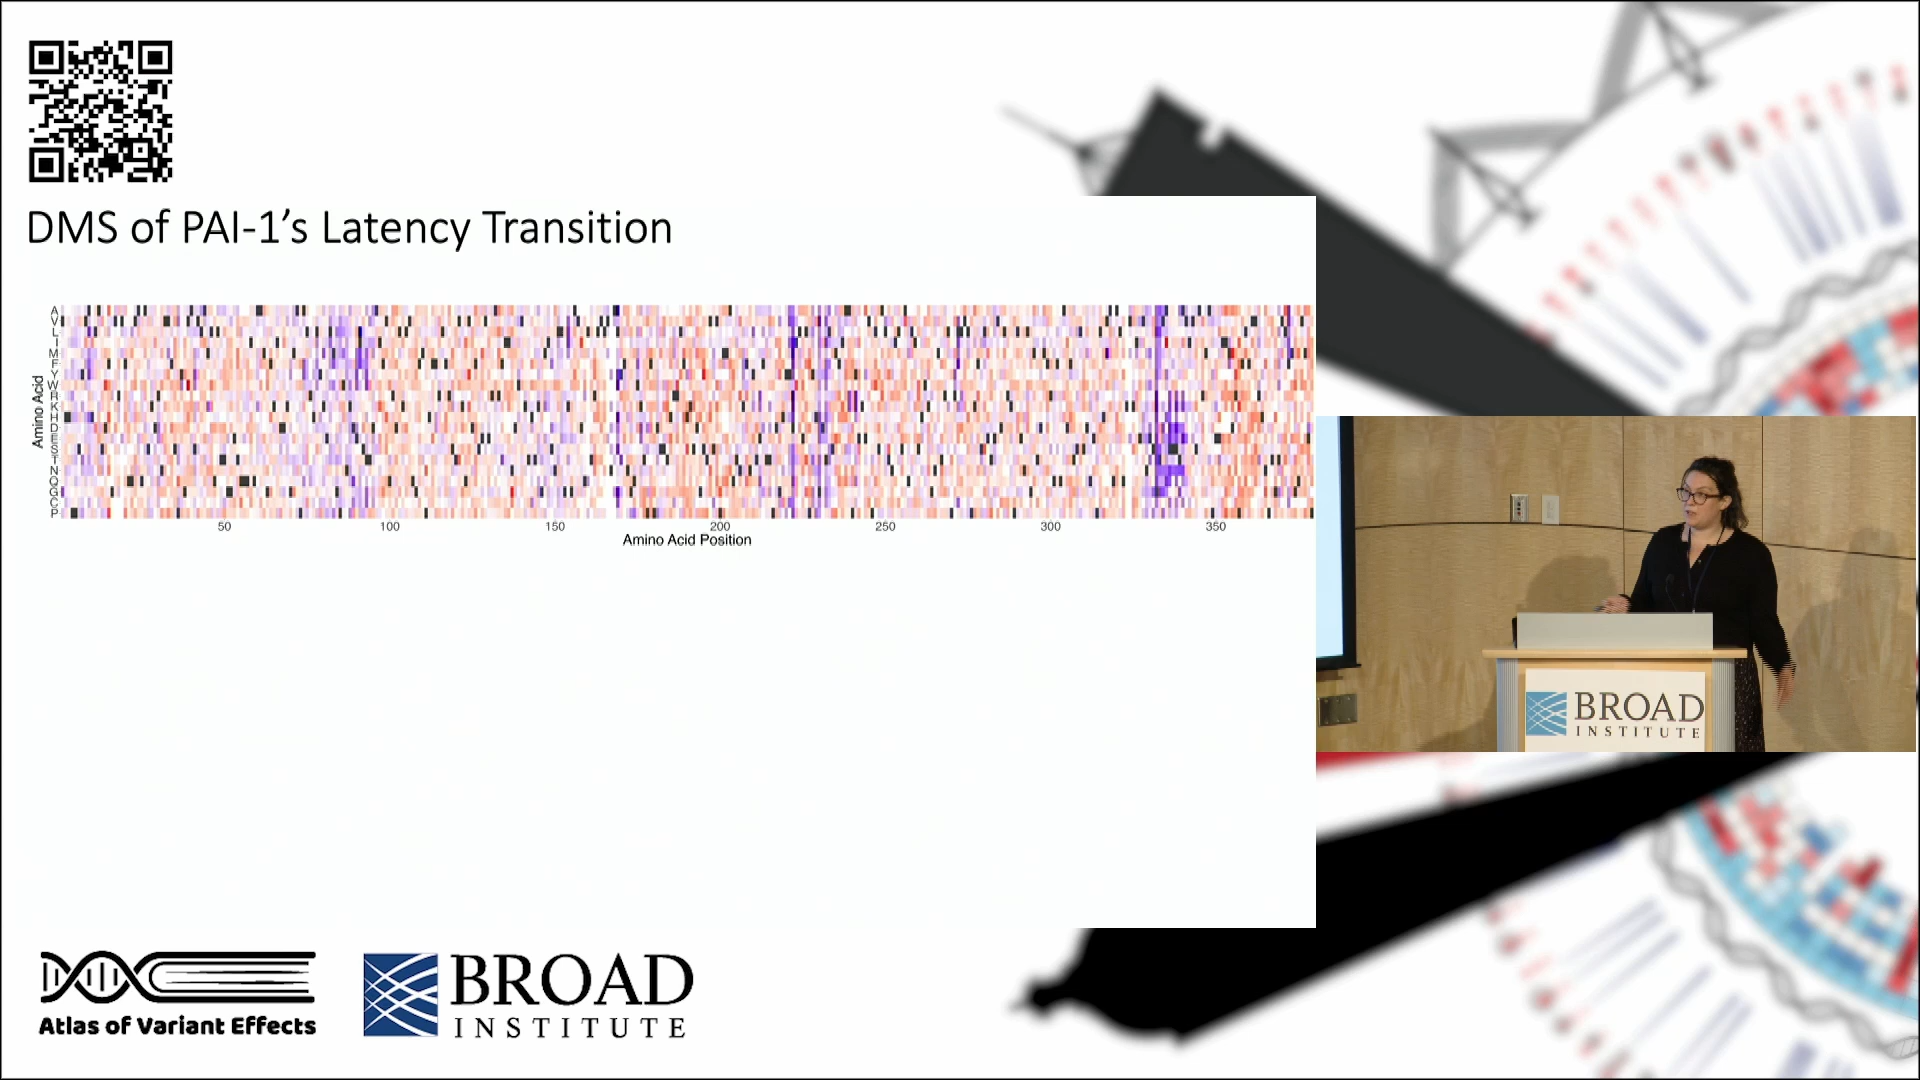 DMS of PAI-1's Latency Transition
Amino Acid
A
V
L
I
M
F
Y
W
R
K
H
D
E
S
T
N
Q
G
C
P
50
100
150
200
250
300
350
Amino Acid Position
BROAD
INSTITUTE
Atlas of Variant Effects
BROAD
INSTITUTE